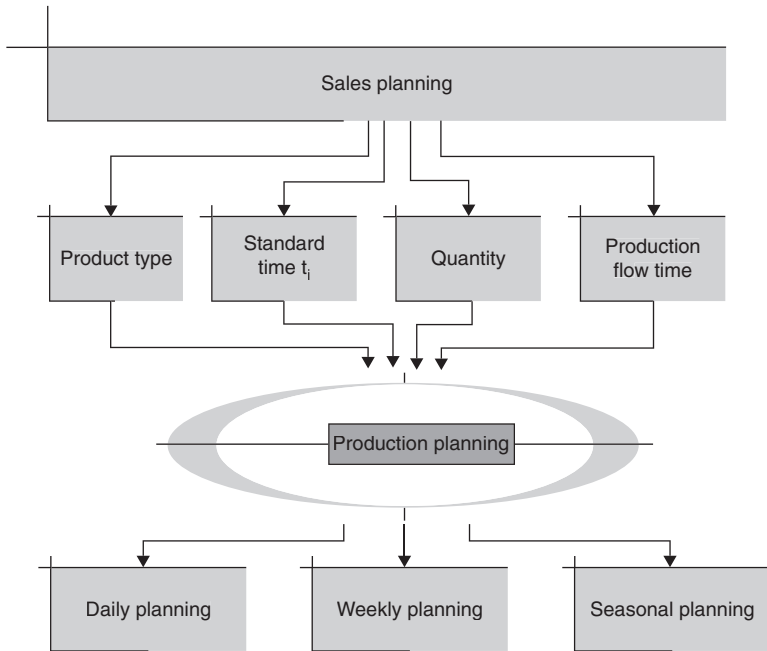 Sales planning
Product type
Standard
time tᵢ
Quantity
Production
flow time
Production planning
Daily planning
Weekly planning
Seasonal planning